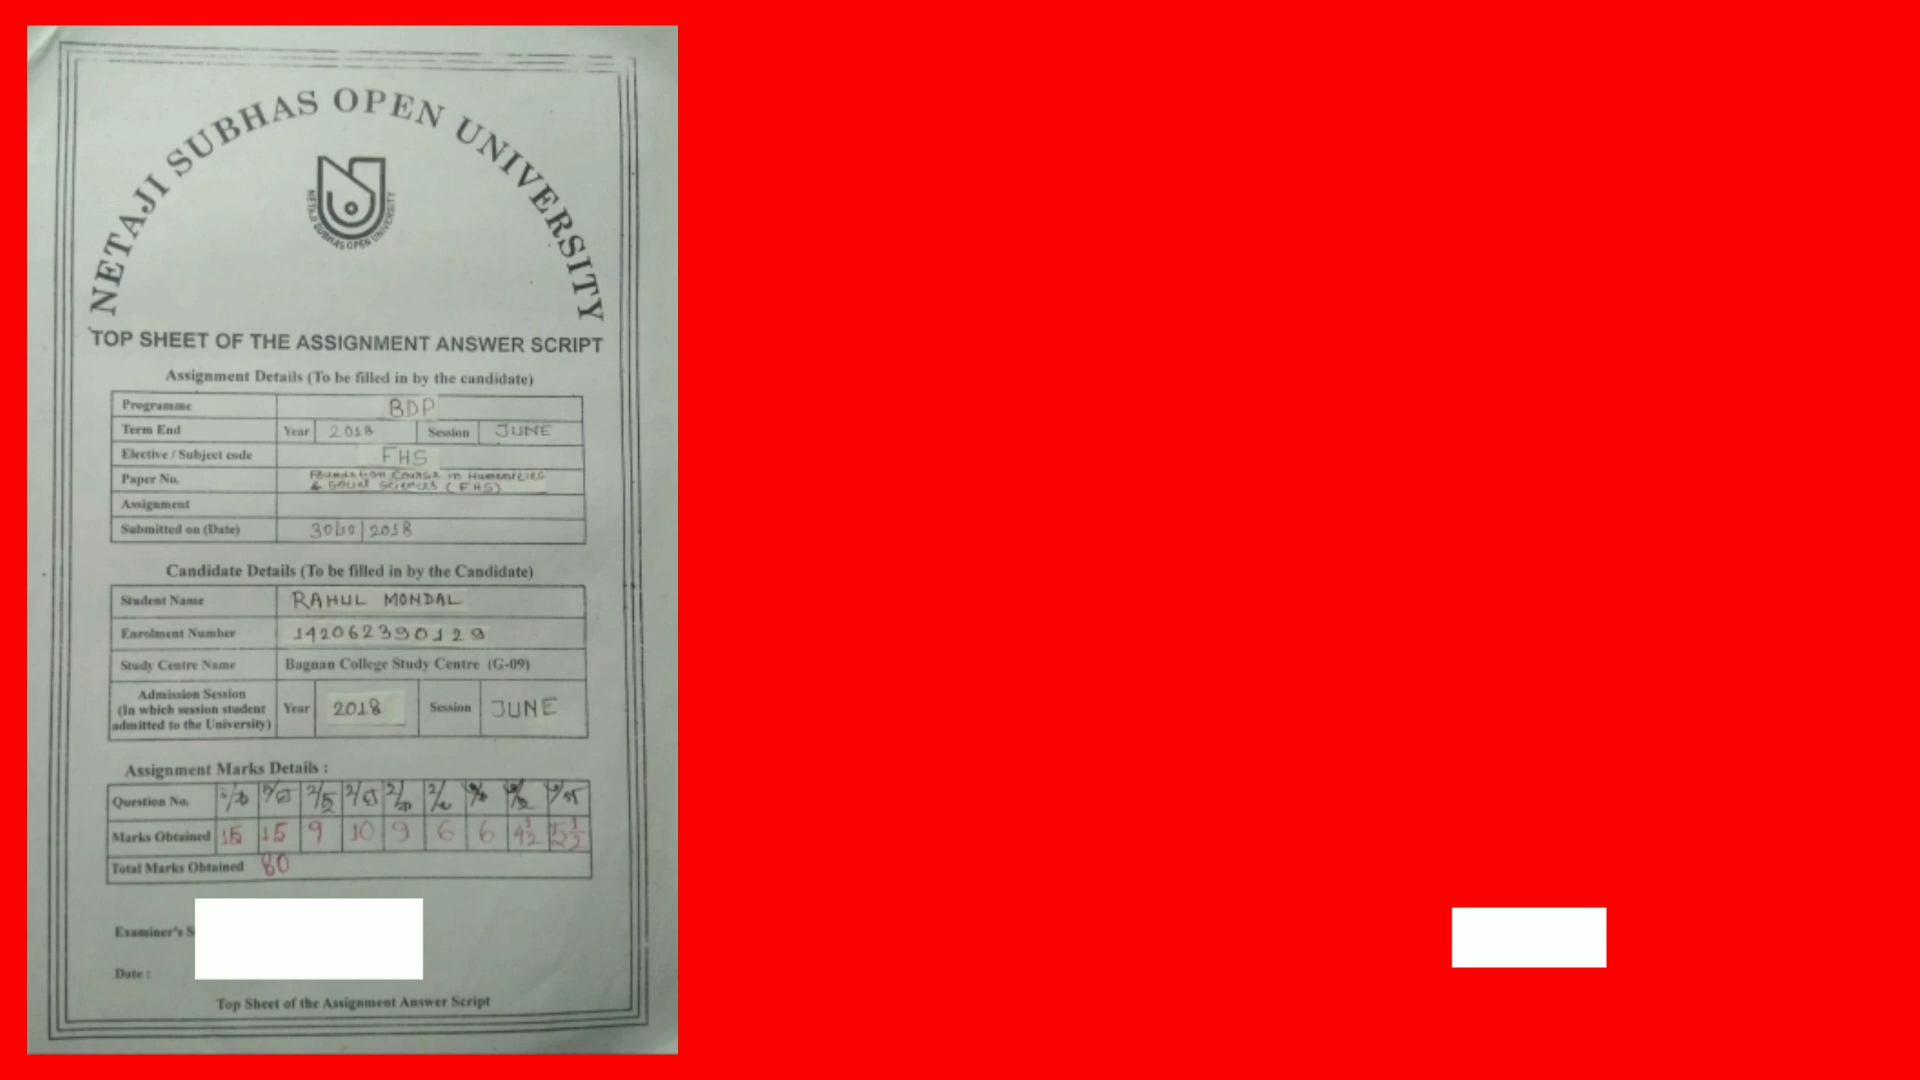 NETAJI SUBHAS OPEN UNIVERSITY
NETAJI SUBHAS OPEN UNIVERSITY
TOP SHEET OF THE ASSIGNMENT ANSWER SCRIPT
Assignment Details (To be filled in by the candidate)
Programme BDP
Term End Year 2018 Session JUNE
Elective / Subject code FHS
Paper No. Foundation Course in Humanities
& Social Sciences (FHS)
Assignment
Submitted on (Date) 2018
Candidate Details (To be filled in by the Candidate)
Student Name RAHUL MONDAL
Enrolment Number 142062390129
Study Centre Name Bagnan College Study Centre (G-09)
Admission Session
(In which session student
admitted to the University) Year 2018 Session JUNE
Assignment Marks Details :
Question No.
Marks Obtained 15 15 9 10 9 6 6 4½ 5½
Total Marks Obtained 80
Examiner's S
Date :
Top Sheet of the Assignment Answer Script